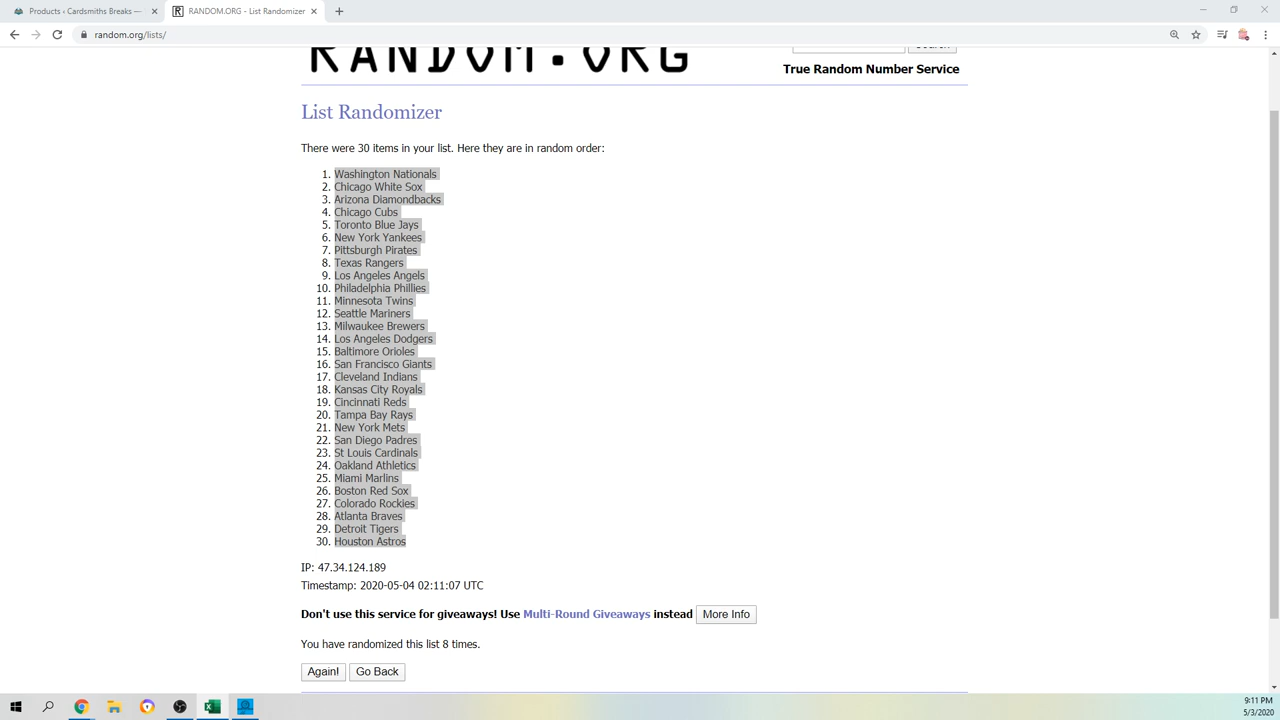 Products ‹ Cardsmiths Breaks —
RANDOM.ORG - List Randomizer
random.org/lists/
RANDOM.ORG
Search
True Random Number Service
List Randomizer
There were 30 items in your list. Here they are in random order:
1. Washington Nationals
2. Chicago White Sox
3. Arizona Diamondbacks
4. Chicago Cubs
5. Toronto Blue Jays
6. New York Yankees
7. Pittsburgh Pirates
8. Texas Rangers
9. Los Angeles Angels
10. Philadelphia Phillies
11. Minnesota Twins
12. Seattle Mariners
13. Milwaukee Brewers
14. Los Angeles Dodgers
15. Baltimore Orioles
16. San Francisco Giants
17. Cleveland Indians
18. Kansas City Royals
19. Cincinnati Reds
20. Tampa Bay Rays
21. New York Mets
22. San Diego Padres
23. St Louis Cardinals
24. Oakland Athletics
25. Miami Marlins
26. Boston Red Sox
27. Colorado Rockies
28. Atlanta Braves
29. Detroit Tigers
30. Houston Astros
IP: 47.34.124.189
Timestamp: 2020-05-04 02:11:07 UTC
Don't use this service for giveaways! Use Multi-Round Giveaways instead More Info
You have randomized this list 8 times.
Again! Go Back
9:11 PM
5/3/2020